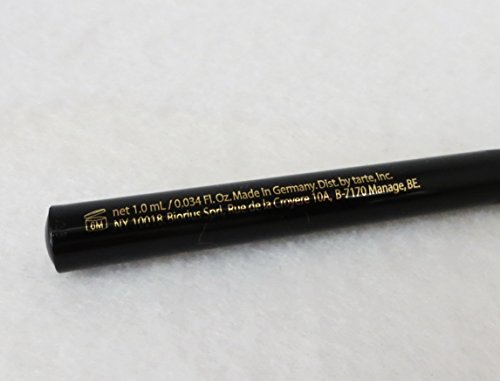 6M
net 1.0 mL / 0.034 Fl. Oz. Made in Germany. Dist. by tarte, Inc.
NY 10018. Biorius Sprl. Rue de la Croyere 10A, B-7170 Manage, BE.